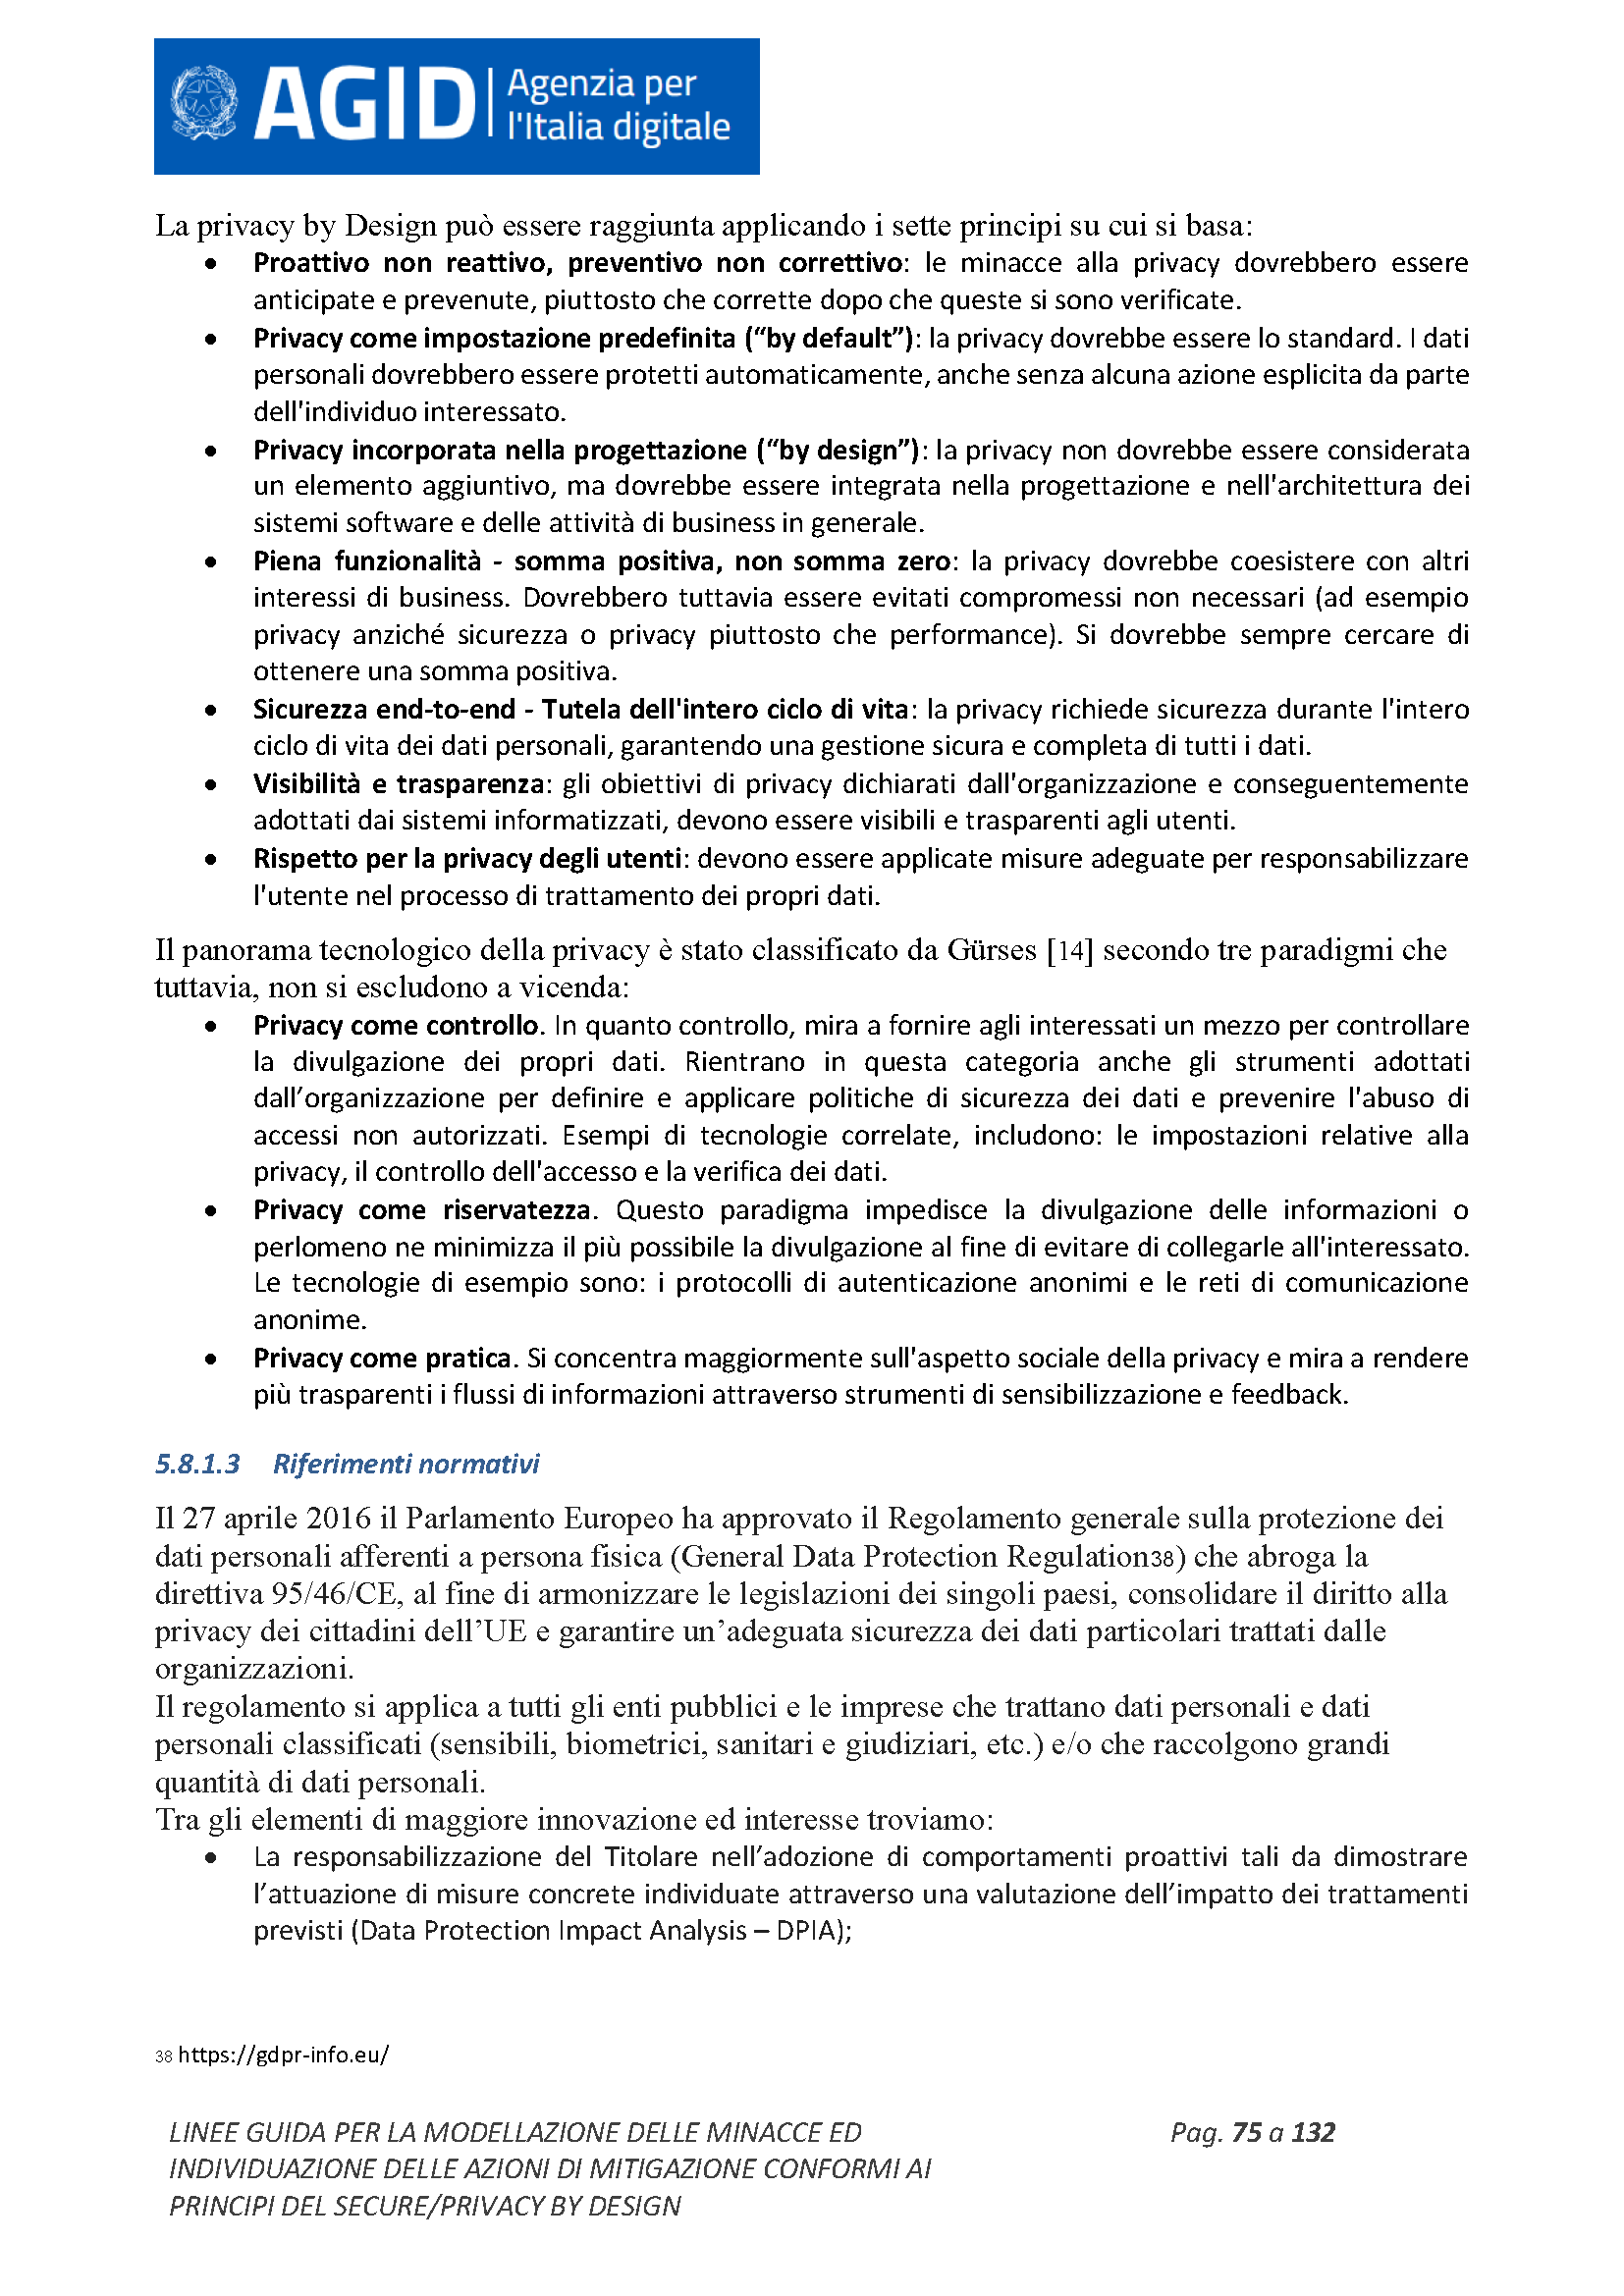 AGID
Agenzia per
l'Italia digitale
La privacy by Design può essere raggiunta applicando i sette principi su cui si basa:
• Proattivo non reattivo, preventivo non correttivo: le minacce alla privacy dovrebbero essere
anticipate e prevenute, piuttosto che corrette dopo che queste si sono verificate.
• Privacy come impostazione predefinita (“by default”): la privacy dovrebbe essere lo standard. I dati
personali dovrebbero essere protetti automaticamente, anche senza alcuna azione esplicita da parte
dell'individuo interessato.
• Privacy incorporata nella progettazione (“by design”): la privacy non dovrebbe essere considerata
un elemento aggiuntivo, ma dovrebbe essere integrata nella progettazione e nell'architettura dei
sistemi software e delle attività di business in generale.
• Piena funzionalità - somma positiva, non somma zero: la privacy dovrebbe coesistere con altri
interessi di business. Dovrebbero tuttavia essere evitati compromessi non necessari (ad esempio
privacy anziché sicurezza o privacy piuttosto che performance). Si dovrebbe sempre cercare di
ottenere una somma positiva.
• Sicurezza end-to-end - Tutela dell'intero ciclo di vita: la privacy richiede sicurezza durante l'intero
ciclo di vita dei dati personali, garantendo una gestione sicura e completa di tutti i dati.
• Visibilità e trasparenza: gli obiettivi di privacy dichiarati dall'organizzazione e conseguentemente
adottati dai sistemi informatizzati, devono essere visibili e trasparenti agli utenti.
• Rispetto per la privacy degli utenti: devono essere applicate misure adeguate per responsabilizzare
l'utente nel processo di trattamento dei propri dati.
Il panorama tecnologico della privacy è stato classificato da Gürses [14] secondo tre paradigmi che
tuttavia, non si escludono a vicenda:
• Privacy come controllo. In quanto controllo, mira a fornire agli interessati un mezzo per controllare
la divulgazione dei propri dati. Rientrano in questa categoria anche gli strumenti adottati
dall’organizzazione per definire e applicare politiche di sicurezza dei dati e prevenire l'abuso di
accessi non autorizzati. Esempi di tecnologie correlate, includono: le impostazioni relative alla
privacy, il controllo dell'accesso e la verifica dei dati.
• Privacy come riservatezza. Questo paradigma impedisce la divulgazione delle informazioni o
perlomeno ne minimizza il più possibile la divulgazione al fine di evitare di collegarle all'interessato.
Le tecnologie di esempio sono: i protocolli di autenticazione anonimi e le reti di comunicazione
anonime.
• Privacy come pratica. Si concentra maggiormente sull'aspetto sociale della privacy e mira a rendere
più trasparenti i flussi di informazioni attraverso strumenti di sensibilizzazione e feedback.
5.8.1.3 Riferimenti normativi
Il 27 aprile 2016 il Parlamento Europeo ha approvato il Regolamento generale sulla protezione dei
dati personali afferenti a persona fisica (General Data Protection Regulation38) che abroga la
direttiva 95/46/CE, al fine di armonizzare le legislazioni dei singoli paesi, consolidare il diritto alla
privacy dei cittadini dell’UE e garantire un’adeguata sicurezza dei dati particolari trattati dalle
organizzazioni.
Il regolamento si applica a tutti gli enti pubblici e le imprese che trattano dati personali e dati
personali classificati (sensibili, biometrici, sanitari e giudiziari, etc.) e/o che raccolgono grandi
quantità di dati personali.
Tra gli elementi di maggiore innovazione ed interesse troviamo:
• La responsabilizzazione del Titolare nell’adozione di comportamenti proattivi tali da dimostrare
l’attuazione di misure concrete individuate attraverso una valutazione dell’impatto dei trattamenti
previsti (Data Protection Impact Analysis – DPIA);
38 https://gdpr-info.eu/
LINEE GUIDA PER LA MODELLAZIONE DELLE MINACCE ED Pag. 75 a 132
INDIVIDUAZIONE DELLE AZIONI DI MITIGAZIONE CONFORMI AI
PRINCIPI DEL SECURE/PRIVACY BY DESIGN